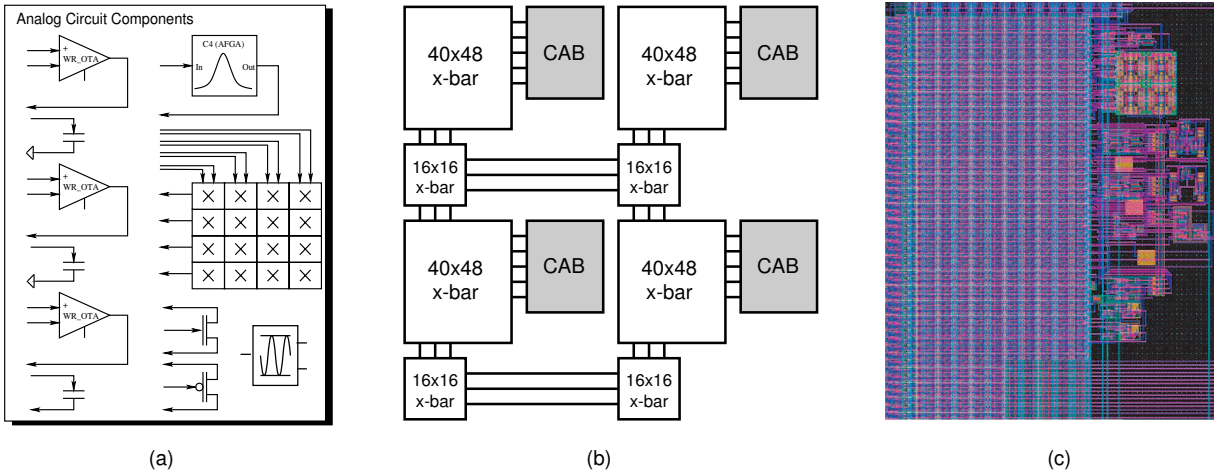 Analog Circuit Components
+
WR_OTA
C4 (AFGA)
In
Out
+
WR_OTA
+
WR_OTA
(a)
40x48
x-bar
CAB
40x48
x-bar
CAB
16x16
x-bar
16x16
x-bar
40x48
x-bar
CAB
40x48
x-bar
CAB
16x16
x-bar
16x16
x-bar
(b)
(c)